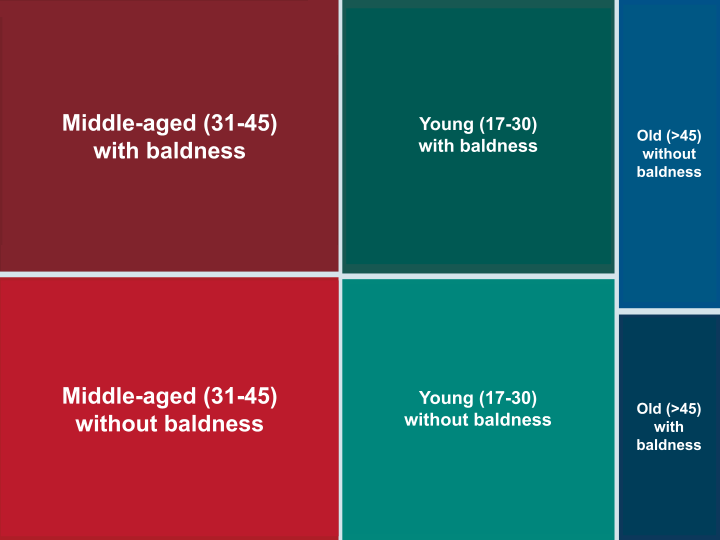 Middle-aged (31-45)
with baldness
Young (17-30)
with baldness
Old (>45)
without
baldness
Middle-aged (31-45)
without baldness
Young (17-30)
without baldness
Old (>45)
with
baldness